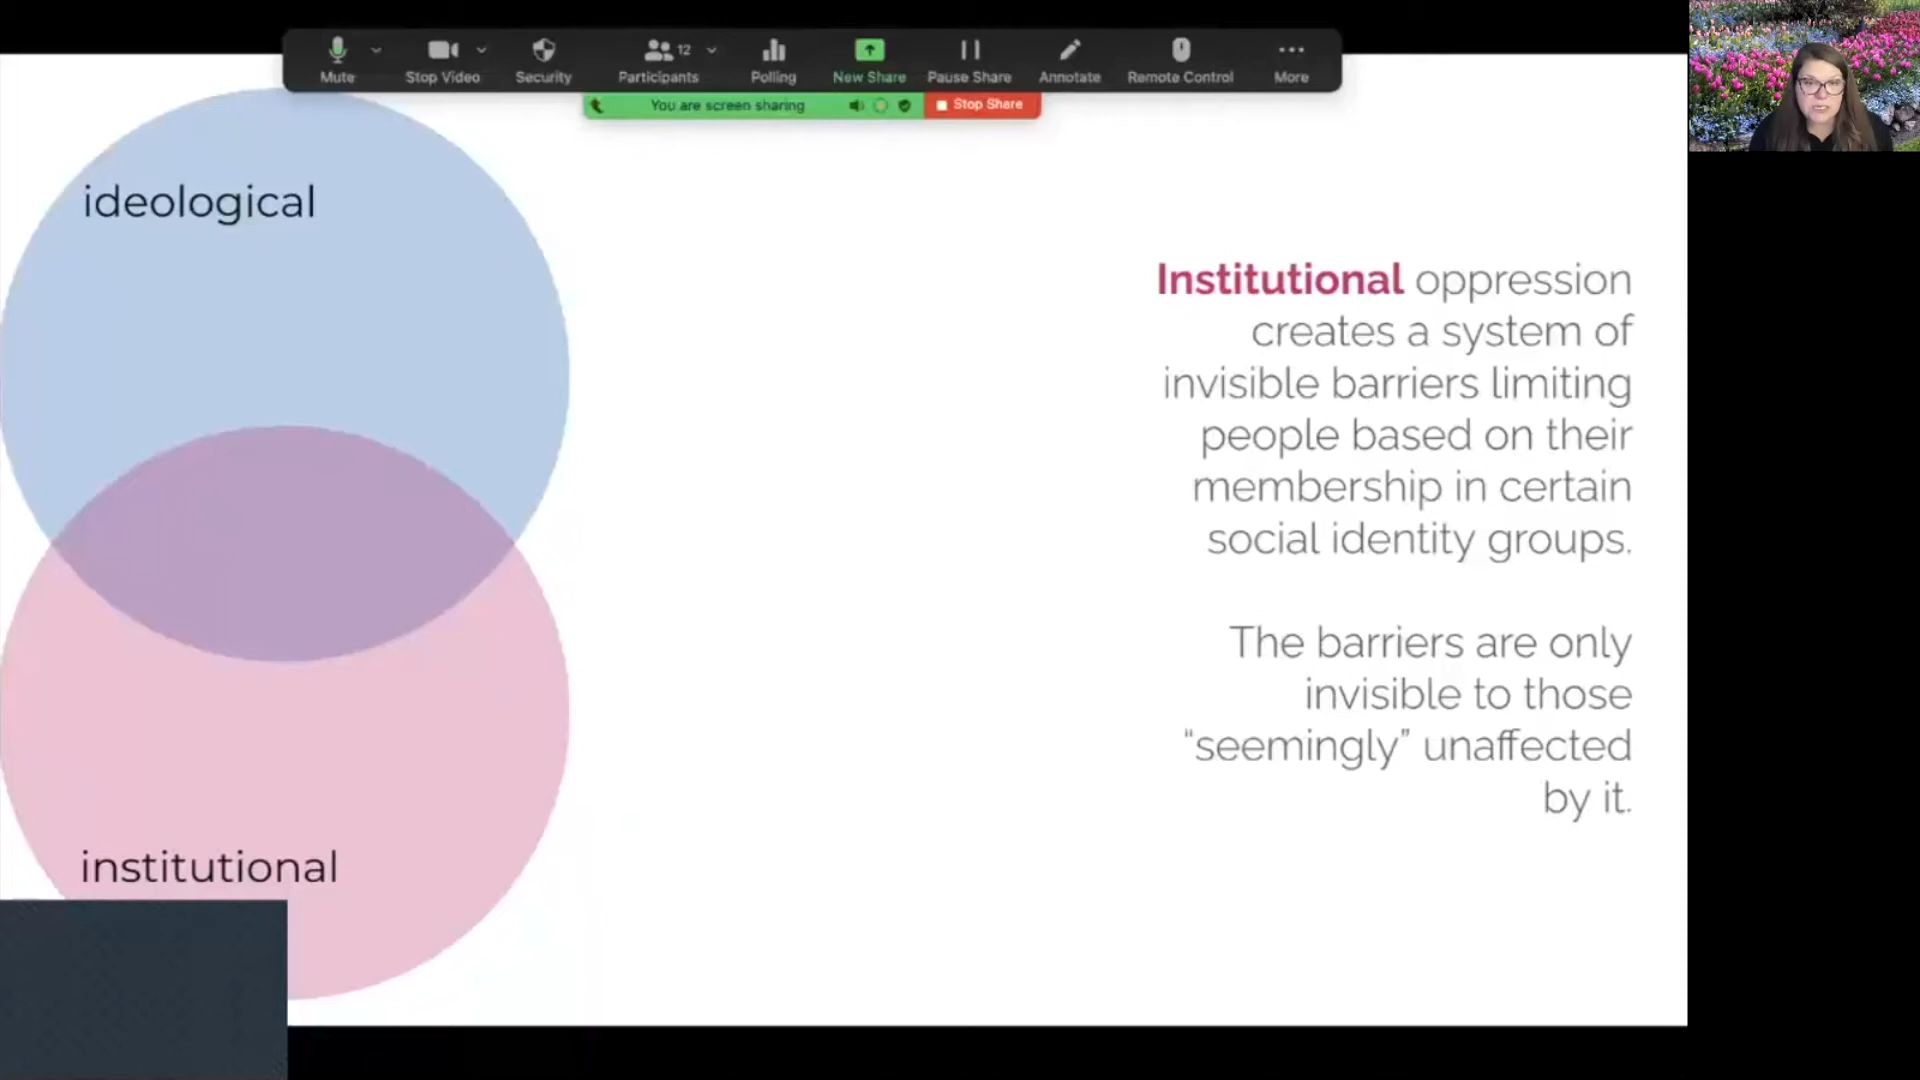 Mute
Stop Video
Security
12
Participants
Polling
New Share
Pause Share
Annotate
Remote Control
More
You are screen sharing
Stop Share
ideological
institutional
Institutional oppression
creates a system of
invisible barriers limiting
people based on their
membership in certain
social identity groups.
The barriers are only
invisible to those
“seemingly” unaffected
by it.